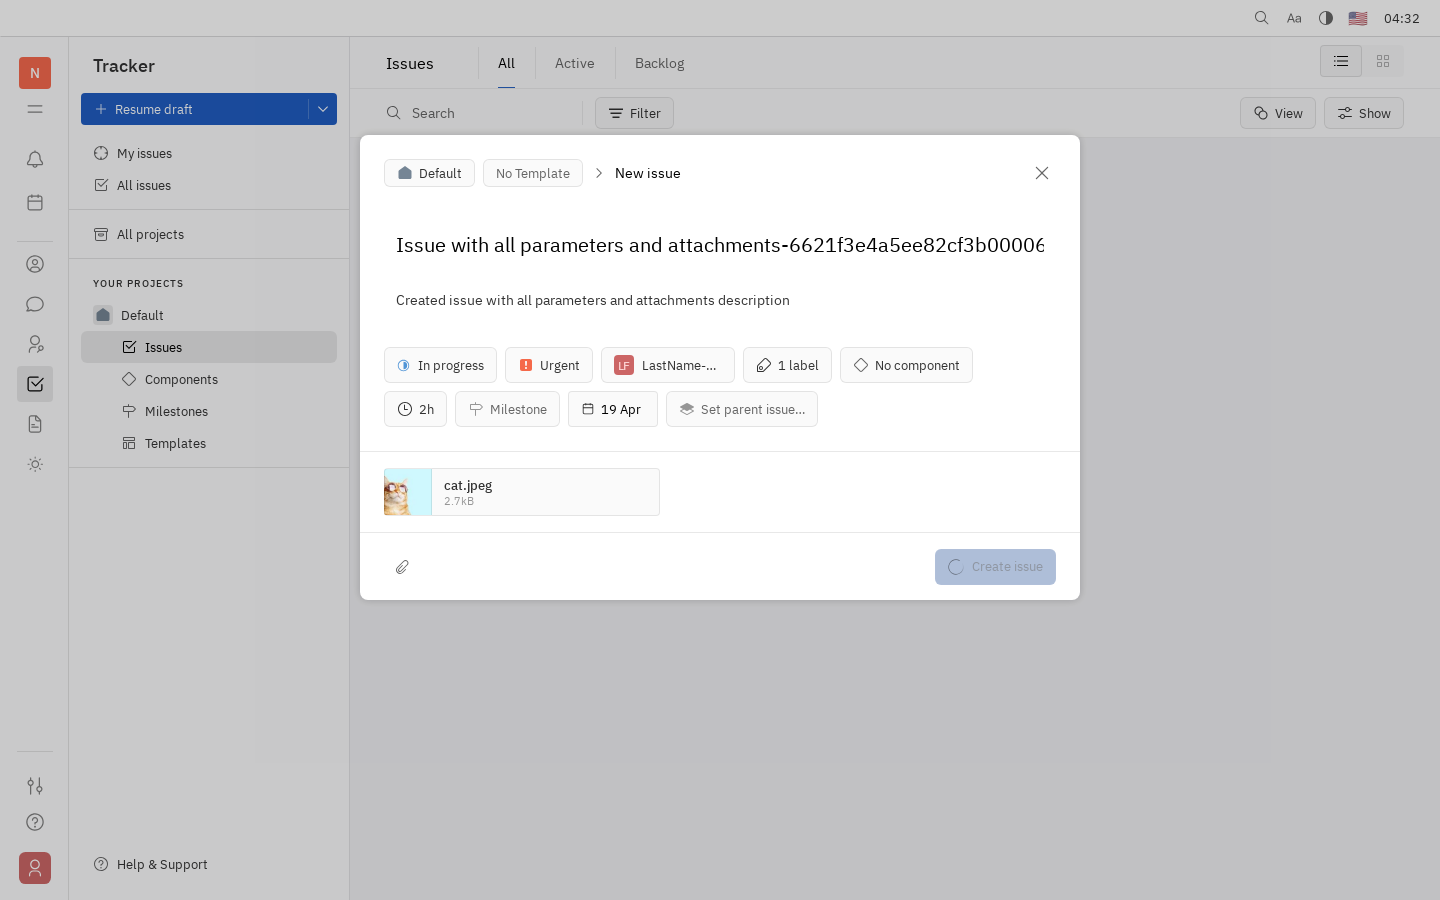 Aa
04:32
N
Tracker
Resume draft
My issues
All issues
All projects
YOUR PROJECTS
Default
Issues
Components
Milestones
Templates
Help & Support
Issues
All
Active
Backlog
Search
Filter
View
Show
Default
No Template
New issue
Issue with all parameters and attachments-6621f3e4a5ee82cf3b00006
Created issue with all parameters and attachments description
In progress
Urgent
LF
LastName-...
1 label
No component
2h
Milestone
19 Apr
Set parent issue...
cat.jpeg
2.7kB
Create issue